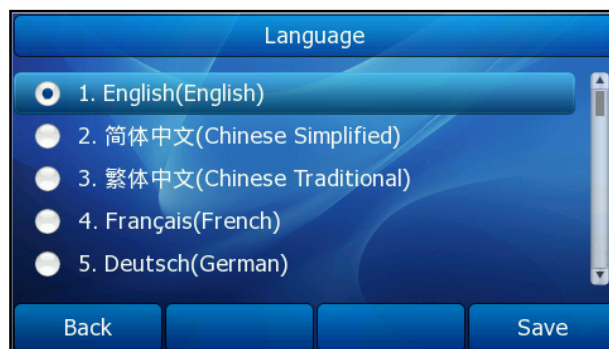 Language
1. English(English)
2. 简体中文(Chinese Simplified)
3. 繁体中文(Chinese Traditional)
4. Français(French)
5. Deutsch(German)
Back
Save